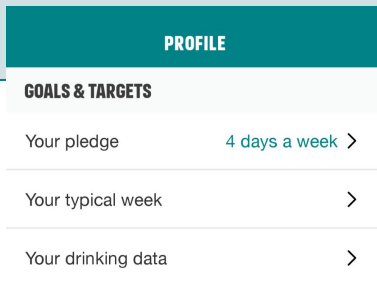 PROFILE
GOALS & TARGETS
Your pledge 4 days a week
Your typical week
Your drinking data